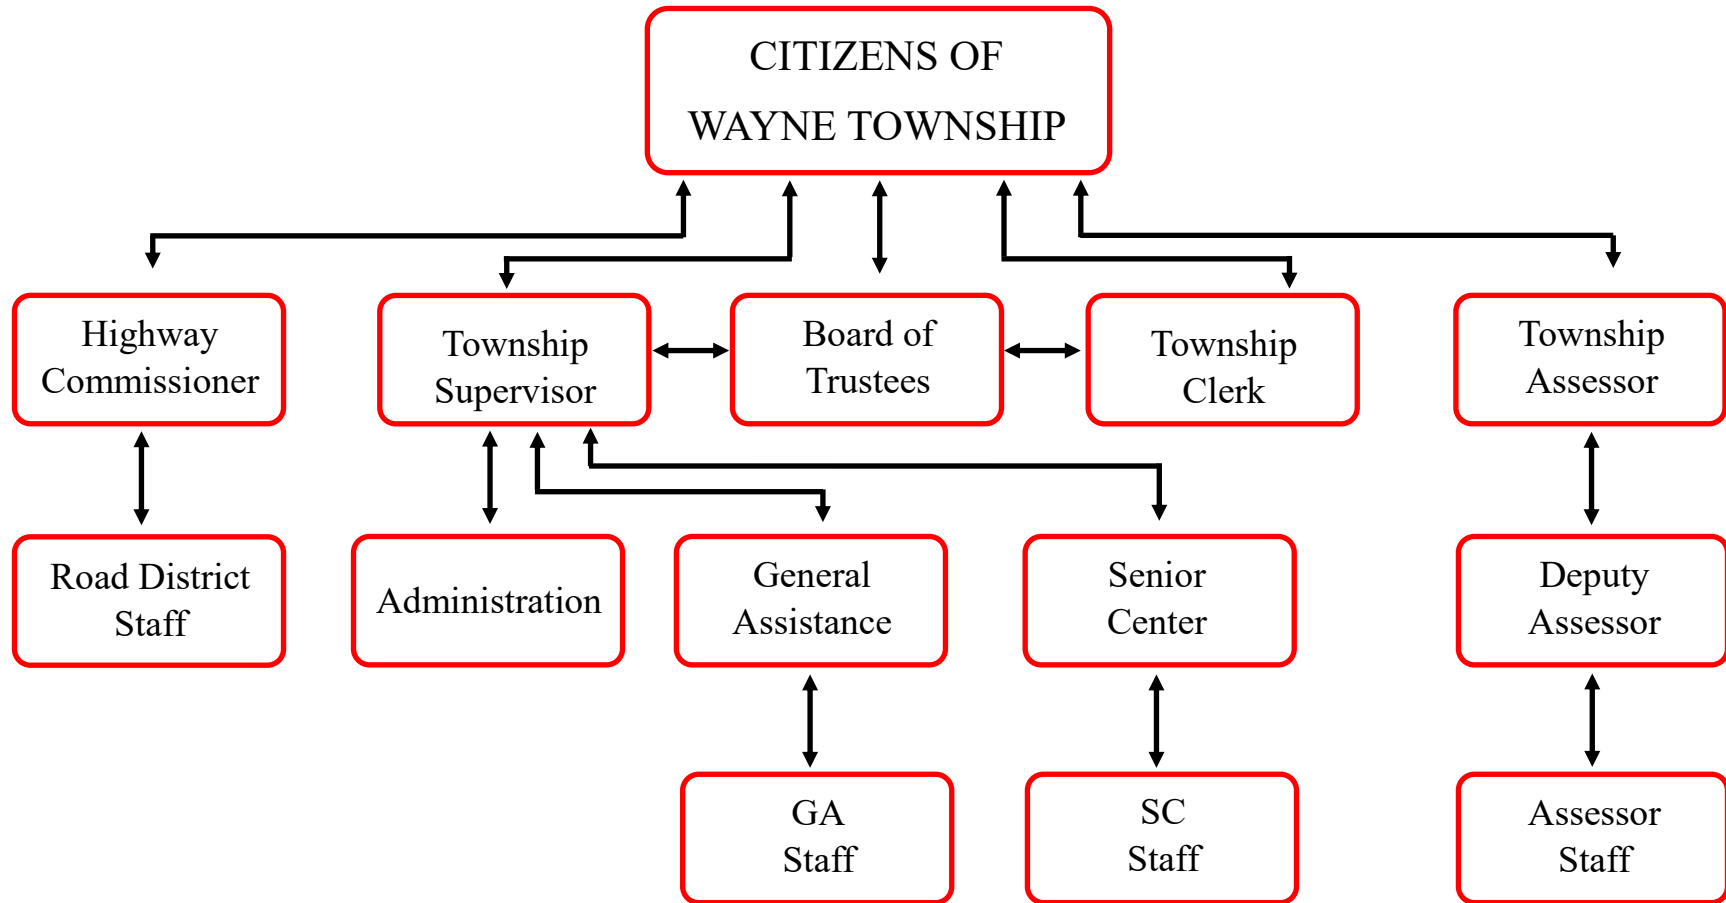 CITIZENS OF
WAYNE TOWNSHIP
Highway
Commissioner
Township
Supervisor
Board of
Trustees
Township
Clerk
Township
Assessor
Road District
Staff
Administration
General
Assistance
Senior
Center
Deputy
Assessor
GA
Staff
SC
Staff
Assessor
Staff